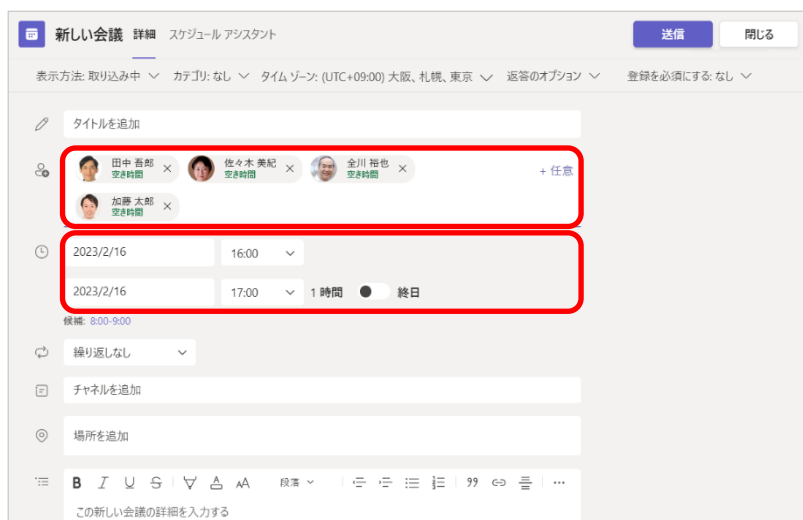 新しい会議 詳細 スケジュール アシスタント 送信 閉じる
表示方法: 取り込み中 カテゴリ: なし タイム ゾーン: (UTC+09:00) 大阪、札幌、東京 返答のオプション 登録を必須にする: なし
タイトルを追加
田中 吾郎 佐々木 美紀 全川 裕也
空き時間 空き時間 空き時間 + 任意
加藤 太郎
空き時間
2023/2/16 16:00
2023/2/16 17:00 1 時間 終日
候補: 8:00-9:00
繰り返しなし
チャネルを追加
場所を追加
B I U S A AA 段落 99 ...
この新しい会議の詳細を入力する